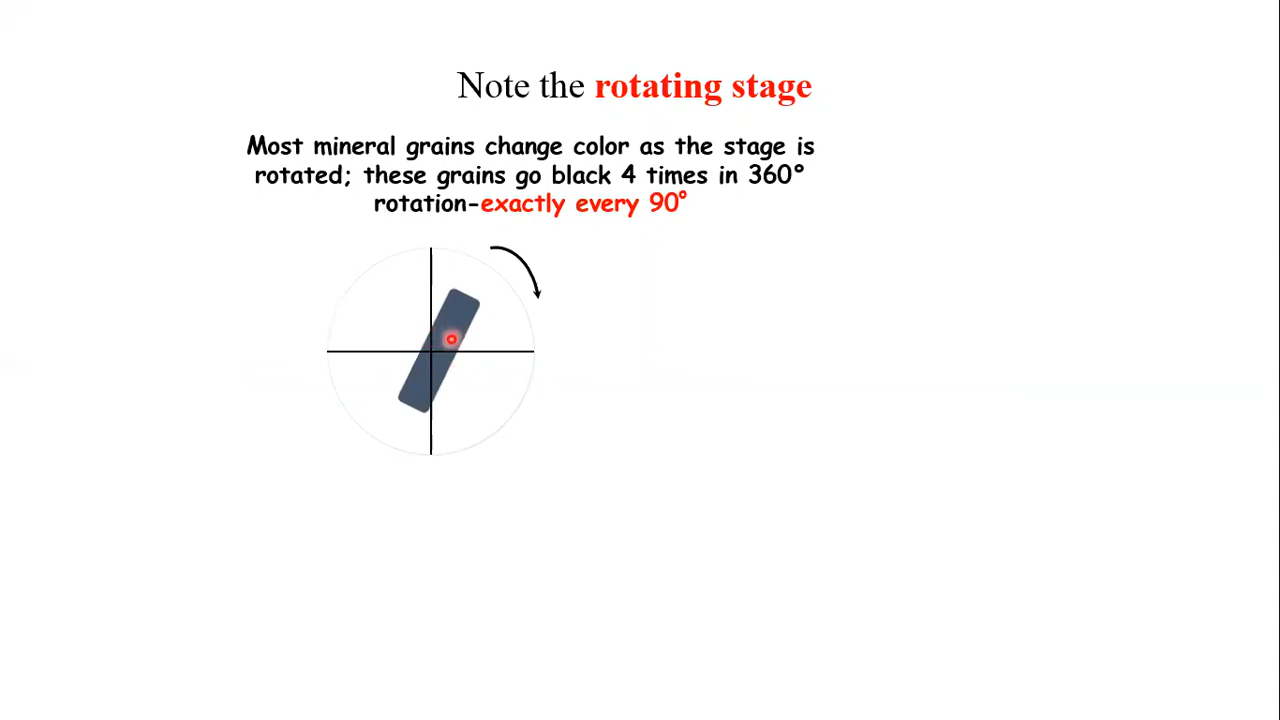 Note the rotating stage
Most mineral grains change color as the stage is
rotated; these grains go black 4 times in 360°
rotation-exactly every 90°